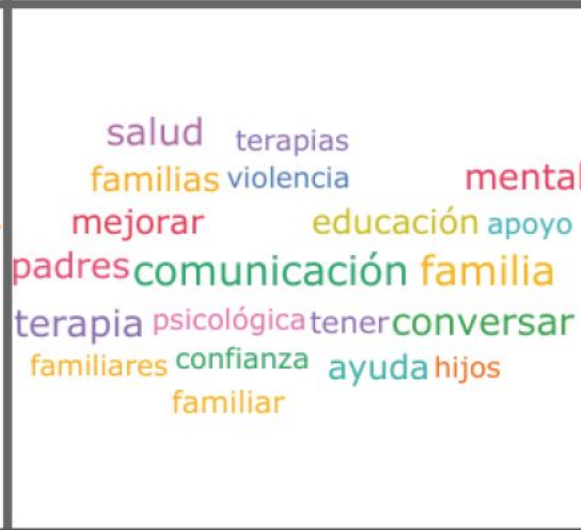 salud terapias
familias violencia mental
mejorar educación apoyo
padres comunicación familia
terapia psicológica tener conversar
familiares confianza ayuda hijos
familiar